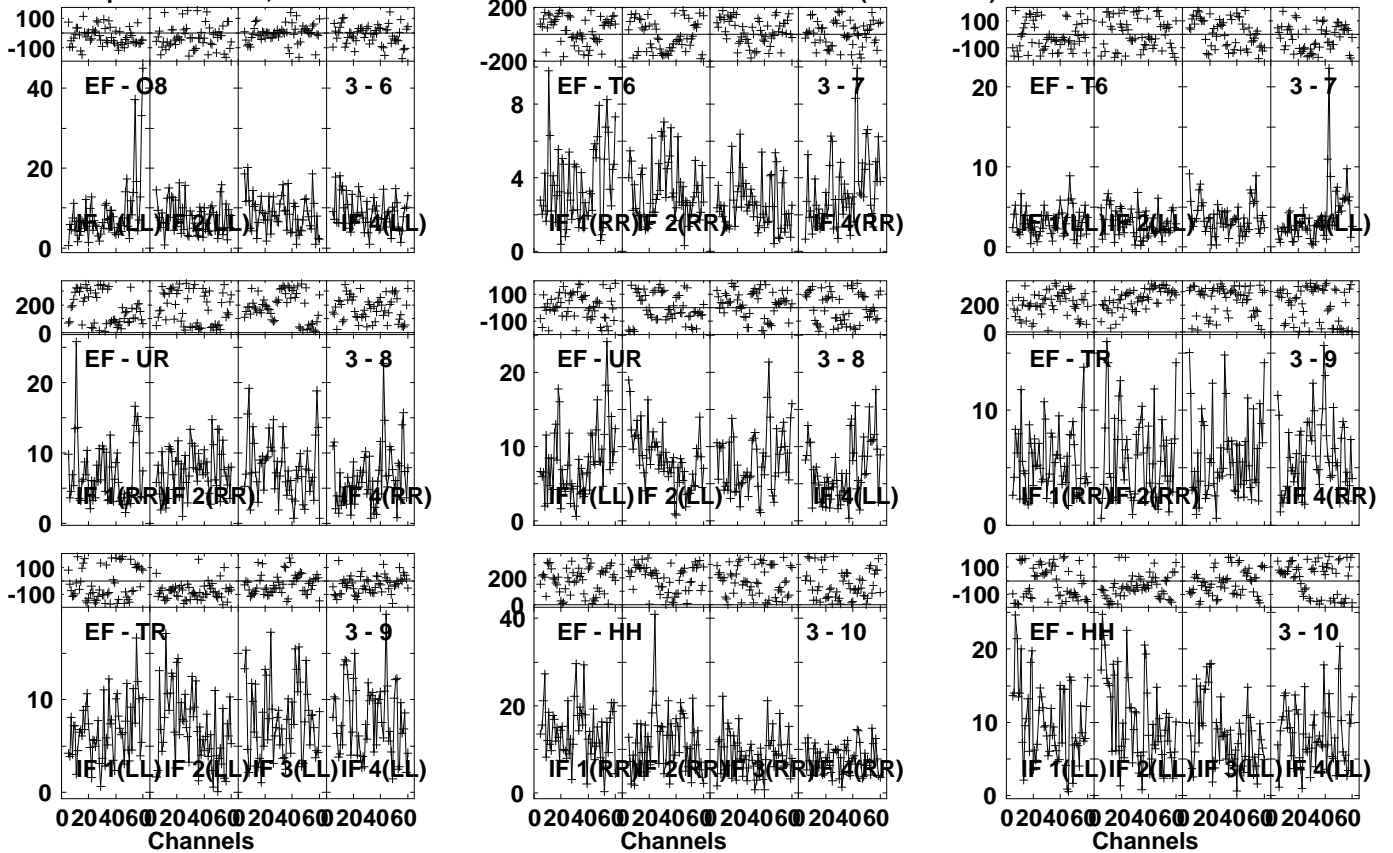 100
-100
40
20
0
EF - O8
3 - 6
IF 1(LL) IF 2(LL) IF 4(LL)
200
-200
8
4
0
EF - T6
3 - 7
IF 1(RR) IF 2(RR) IF 4(RR)
100
-100
20
10
0
EF - T6
3 - 7
IF 1(LL) IF 2(LL) IF 4(LL)
200
0
20
10
0
EF - UR
3 - 8
IF 1(RR) IF 2(RR) IF 4(RR)
100
-100
20
10
0
EF - UR
3 - 8
IF 1(LL) IF 2(LL) IF 4(LL)
200
0
10
0
EF - TR
3 - 9
IF 1(RR) IF 2(RR) IF 4(RR)
100
-100
10
0
EF - TR
3 - 9
IF 1(LL) IF 2(LL) IF 3(LL) IF 4(LL)
0 20 40 60 0 20 40 60 0 20 40 60 0 20 40 60
Channels
200
0
40
20
0
EF - HH
3 - 10
IF 1(RR) IF 2(RR) IF 3(RR) IF 4(RR)
0 20 40 60 0 20 40 60 0 20 40 60 0 20 40 60
Channels
100
-100
20
10
0
EF - HH
3 - 10
IF 1(LL) IF 2(LL) IF 3(LL) IF 4(LL)
0 20 40 60 0 20 40 60 0 20 40 60 0 20 40 60
Channels